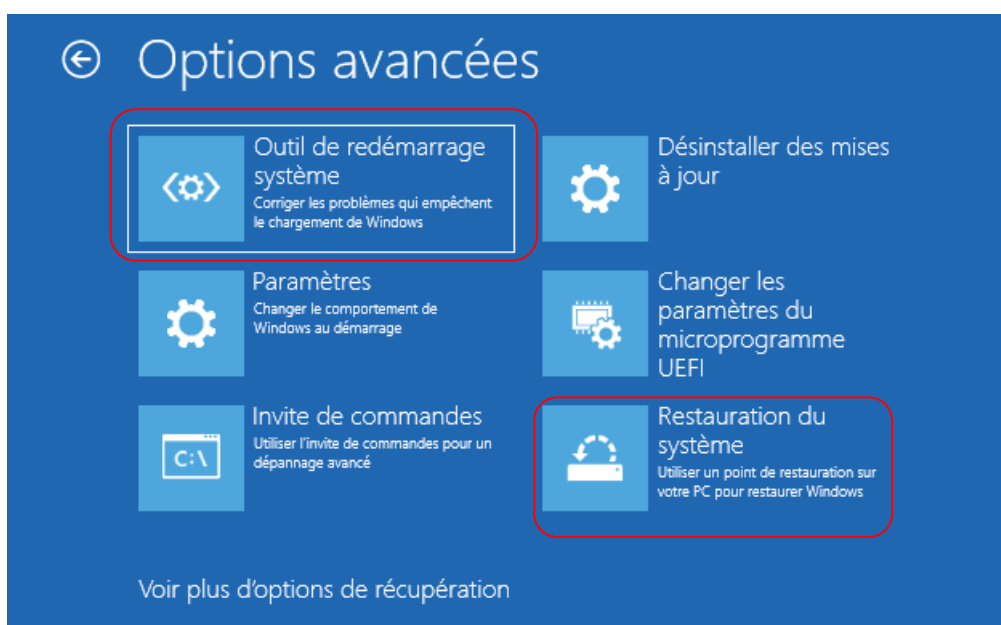 Options avancées
Outil de redémarrage
système
Corriger les problèmes qui empêchent
le chargement de Windows
Désinstaller des mises
à jour
Paramètres
Changer le comportement de
Windows au démarrage
Changer les
paramètres du
microprogramme
UEFI
C:\
Invite de commandes
Utiliser l'invite de commandes pour un
dépannage avancé
Restauration du
système
Utiliser un point de restauration sur
votre PC pour restaurer Windows
Voir plus d'options de récupération